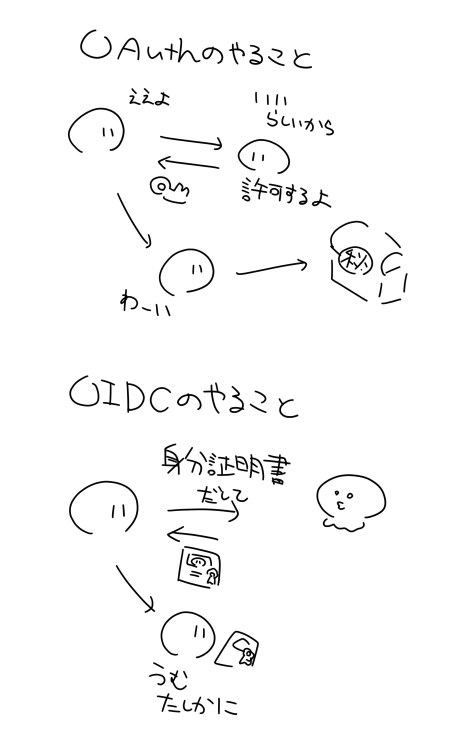 OAuthのやること
ええよ
いい
らしいから
許可するよ
わーい
秘
OIDCのやること
身分証明書
だして
うむ
たしかに